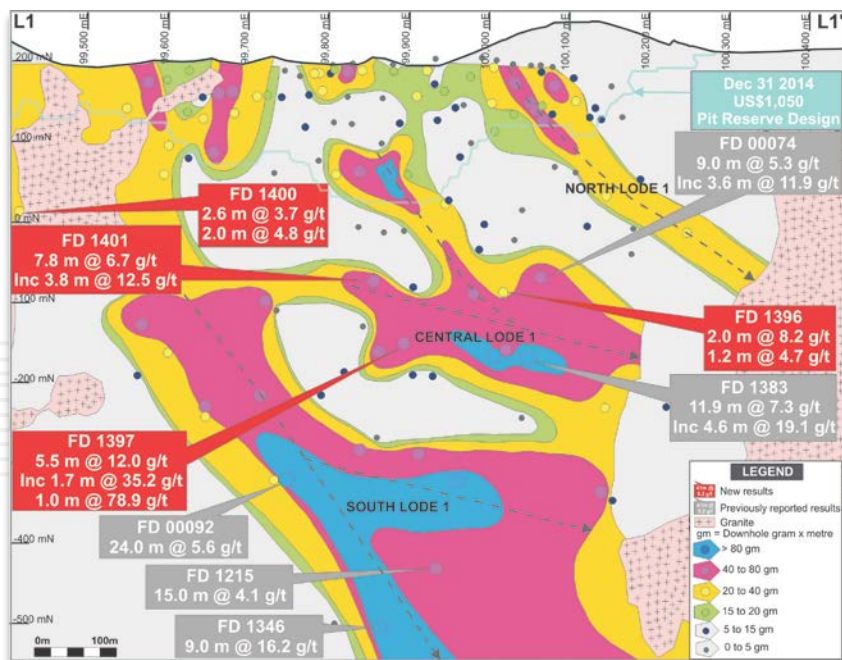 L1
L1'
99,500 mE
99,600 mE
99,700 mE
99,800 mE
99,900 mE
100,000 mE
100,100 mE
100,200 mE
100,300 mE
100,400 mE
200 mN
100 mN
0 mN
-100 mN
-200 mN
-400 mN
-500 mN
Dec 31 2014
US$1,050
Pit Reserve Design
FD 00074
9.0 m @ 5.3 g/t
Inc 3.6 m @ 11.9 g/t
NORTH LODE 1
FD 1400
2.6 m @ 3.7 g/t
2.0 m @ 4.8 g/t
FD 1401
7.8 m @ 6.7 g/t
Inc 3.8 m @ 12.5 g/t
CENTRAL LODE 1
FD 1396
2.0 m @ 8.2 g/t
1.2 m @ 4.7 g/t
FD 1383
11.9 m @ 7.3 g/t
Inc 4.6 m @ 19.1 g/t
FD 1397
5.5 m @ 12.0 g/t
Inc 1.7 m @ 35.2 g/t
1.0 m @ 78.9 g/t
SOUTH LODE 1
FD 00092
24.0 m @ 5.6 g/t
FD 1215
15.0 m @ 4.1 g/t
FD 1346
9.0 m @ 16.2 g/t
0m
100m
LEGEND
New results
Previously reported results
Granite
gm = Downhole gram x metre
> 80 gm
40 to 80 gm
20 to 40 gm
15 to 20 gm
5 to 15 gm
0 to 5 gm